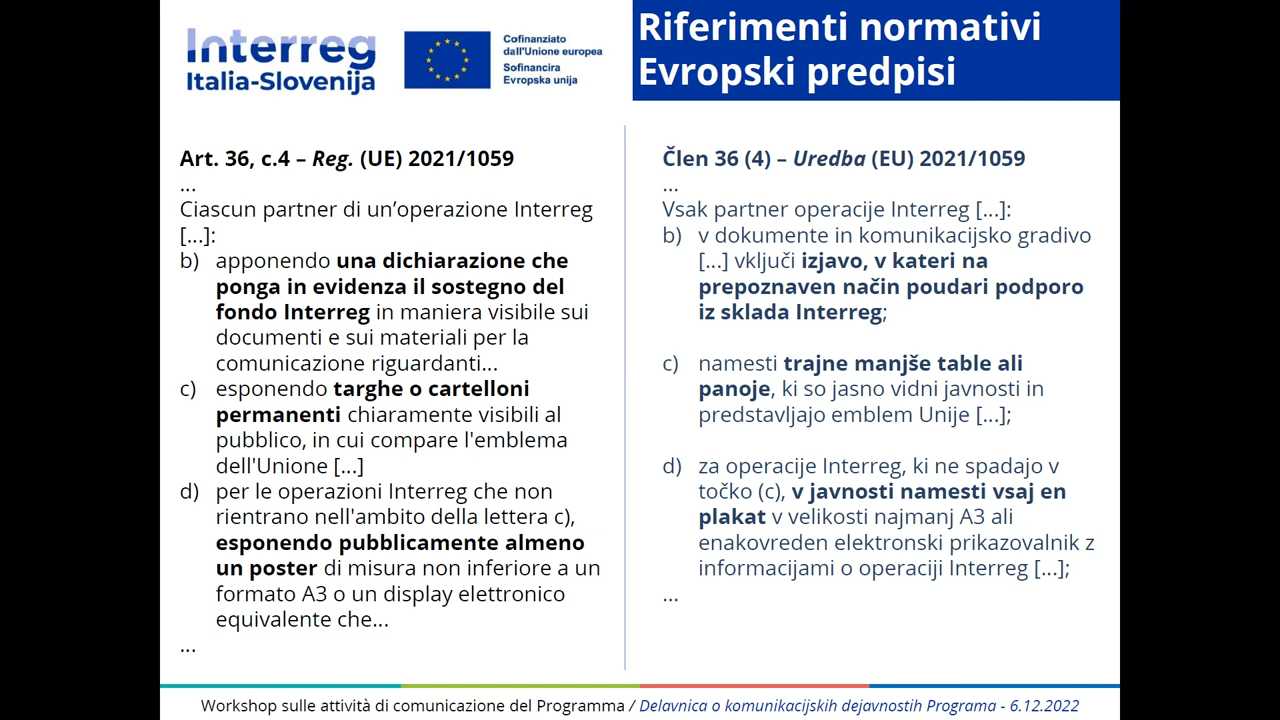 Interreg
Italia-Slovenija
Cofinanziato
dall'Unione europea
Sofinancira
Evropska unija
Riferimenti normativi
Evropski predpisi
Art. 36, c.4 – Reg. (UE) 2021/1059
...
Ciascun partner di un’operazione Interreg
[...]:
b) apponendo una dichiarazione che
ponga in evidenza il sostegno del
fondo Interreg in maniera visibile sui
documenti e sui materiali per la
comunicazione riguardanti...
c) esponendo targhe o cartelloni
permanenti chiaramente visibili al
pubblico, in cui compare l'emblema
dell'Unione [...]
d) per le operazioni Interreg che non
rientrano nell'ambito della lettera c),
esponendo pubblicamente almeno
un poster di misura non inferiore a un
formato A3 o un display elettronico
equivalente che...
...
Člen 36 (4) – Uredba (EU) 2021/1059
...
Vsak partner operacije Interreg [...]:
b) v dokumente in komunikacijsko gradivo
[...] vključi izjavo, v kateri na
prepoznaven način poudari podporo
iz sklada Interreg;
c) namesti trajne manjše table ali
panoje, ki so jasno vidni javnosti in
predstavljajo emblem Unije [...];
d) za operacije Interreg, ki ne spadajo v
točko (c), v javnosti namesti vsaj en
plakat v velikosti najmanj A3 ali
enakovreden elektronski prikazovalnik z
informacijami o operaciji Interreg [...];
...
Workshop sulle attività di comunicazione del Programma / Delavnica o komunikacijskih dejavnostih Programa - 6.12.2022